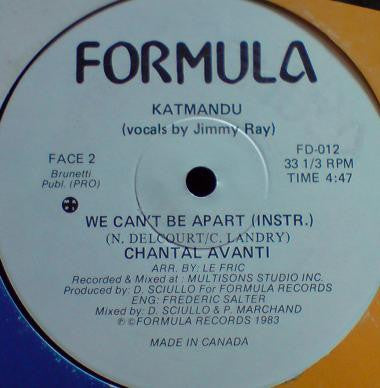 FORMULA
KATMANDU
(vocals by Jimmy Ray)
FACE 2
Brunetti
Publ. (PRO)
FD-012
33 1/3 RPM
TIME 4:47
WE CAN'T BE APART (INSTR.)
(N. DELCOURT/C. LANDRY)
CHANTAL AVANTI
ARR. BY: LE FRIC
Recorded & Mixed at : MULTISONS STUDIO INC.
Produced by: D. SCIULLO For FORMULA RECORDS
ENG: FREDERIC SALTER
Mixed by: D. SCIULLO & P. MARCHAND
℗ ©FORMULA RECORDS 1983
MADE IN CANADA